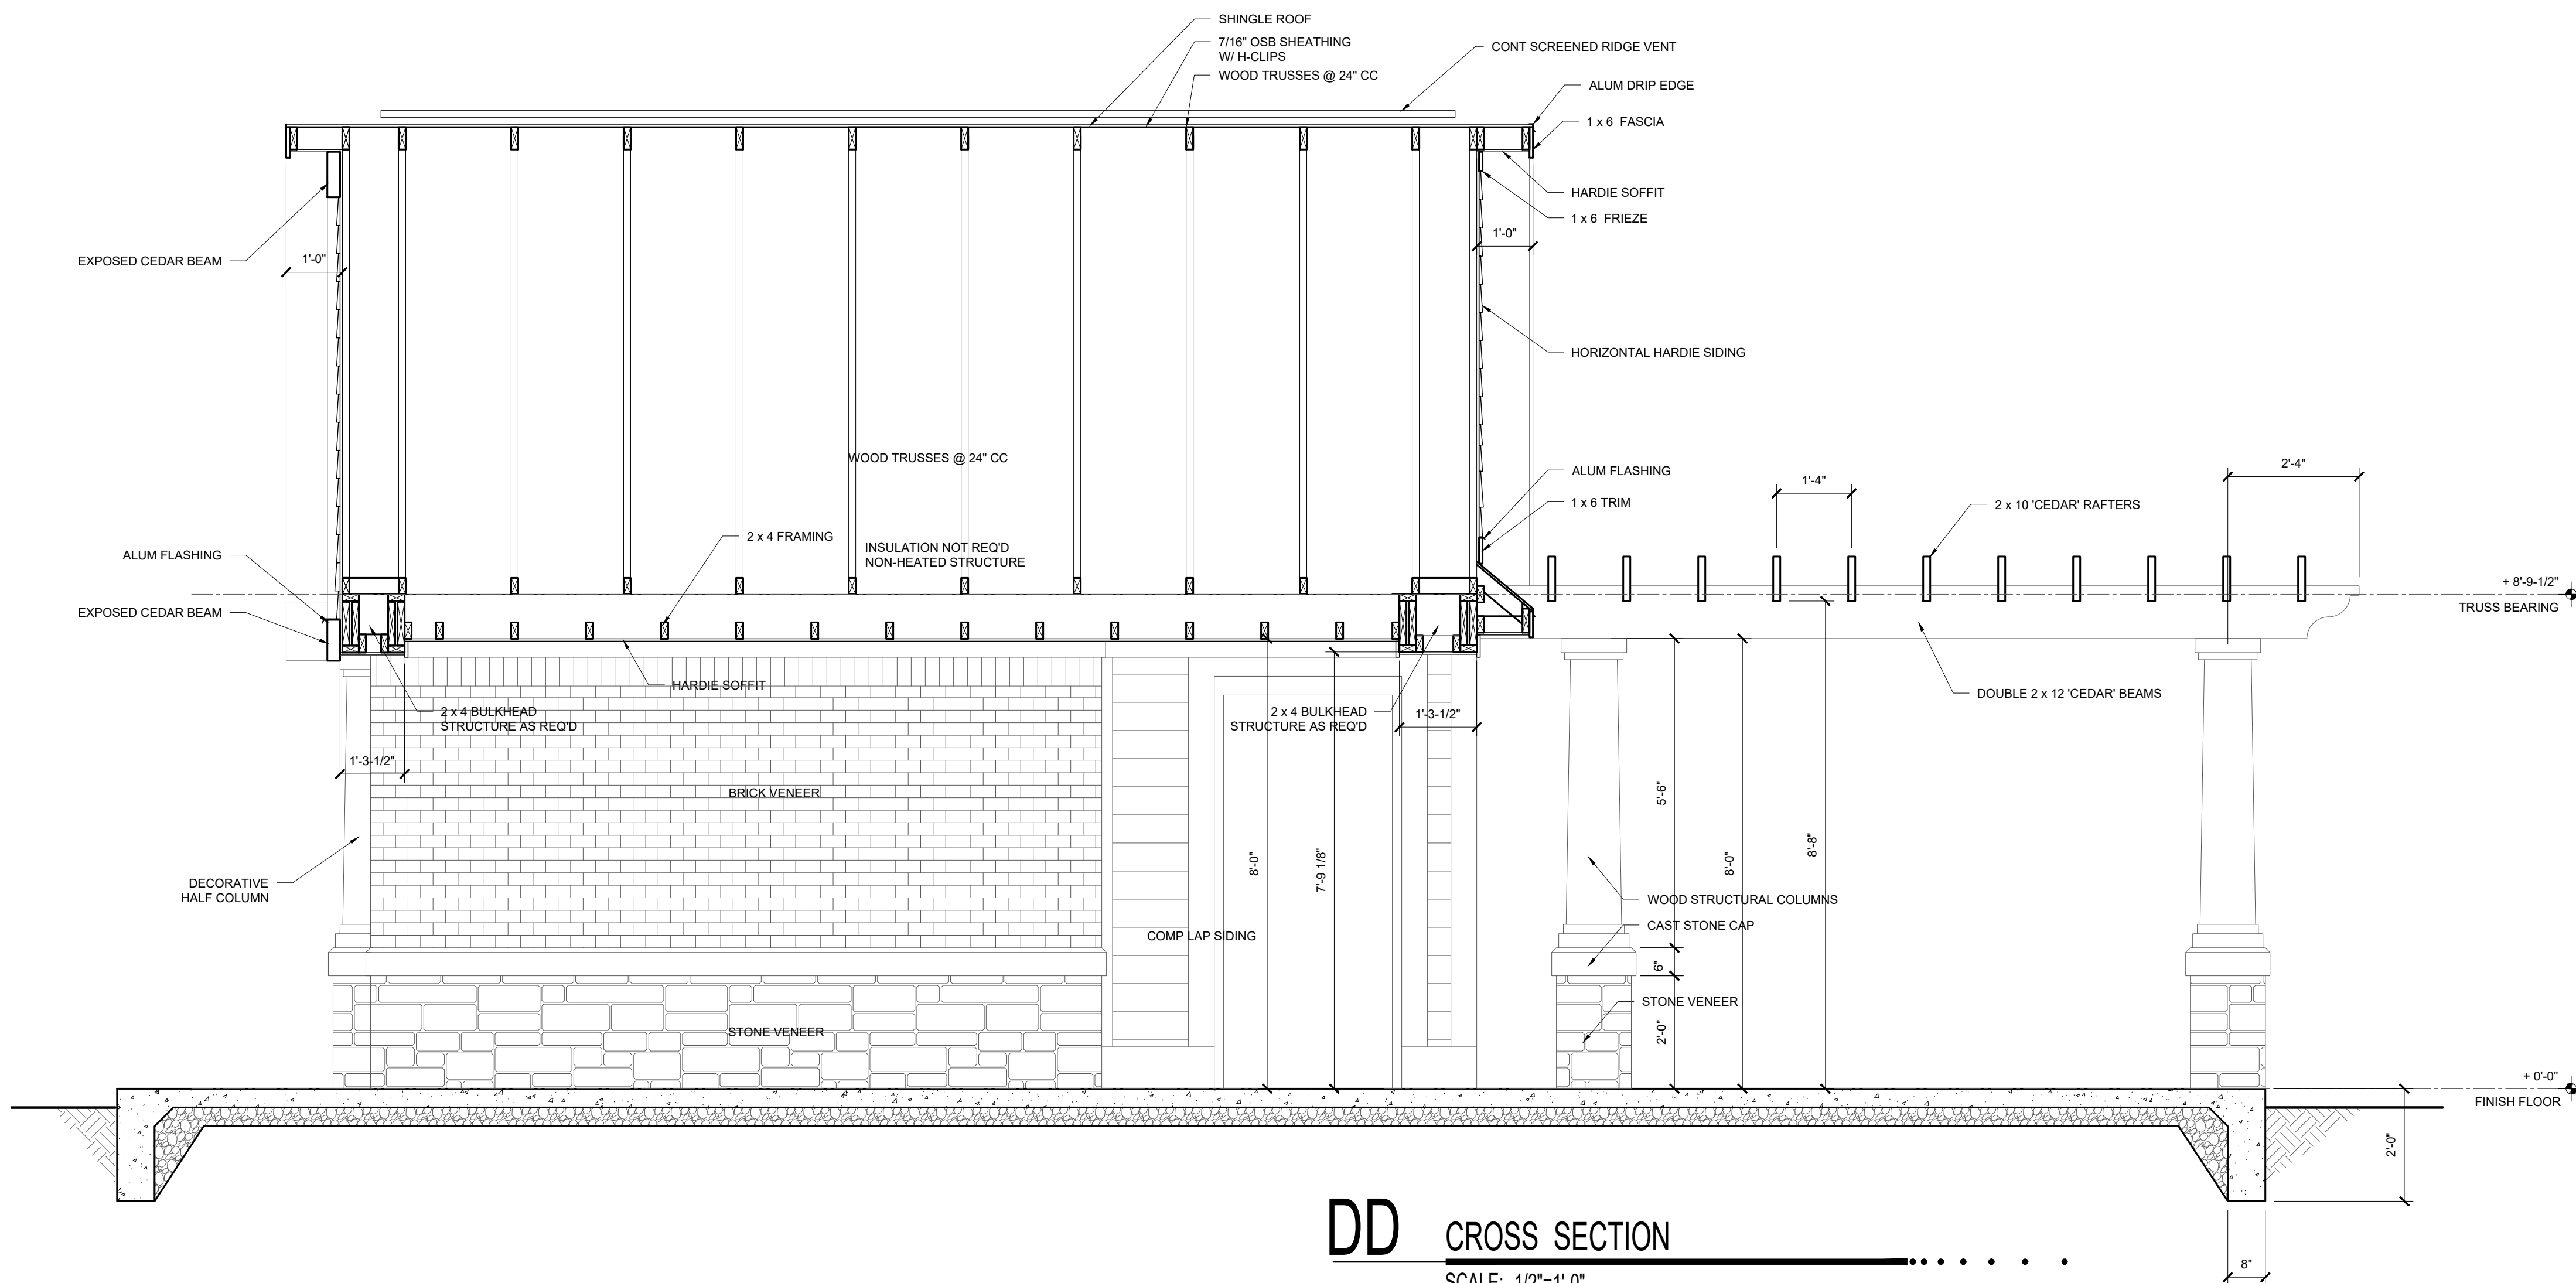 SHINGLE ROOF
7/16" OSB SHEATHING
W/ H-CLIPS
WOOD TRUSSES @ 24" CC
CONT SCREENED RIDGE VENT
ALUM DRIP EDGE
1 x 6 FASCIA
HARDIE SOFFIT
1 x 6 FRIEZE
1'-0"
EXPOSED CEDAR BEAM
1'-0"
HORIZONTAL HARDIE SIDING
WOOD TRUSSES @ 24" CC
ALUM FLASHING
1 x 6 TRIM
1'-4"
2'-4"
2 x 10 'CEDAR' RAFTERS
2 x 4 FRAMING
INSULATION NOT REQ'D
NON-HEATED STRUCTURE
ALUM FLASHING
EXPOSED CEDAR BEAM
+ 8'-9-1/2"
TRUSS BEARING
HARDIE SOFFIT
DOUBLE 2 x 12 'CEDAR' BEAMS
2 x 4 BULKHEAD
STRUCTURE AS REQ'D
2 x 4 BULKHEAD
STRUCTURE AS REQ'D
1'-3-1/2"
1'-3-1/2"
BRICK VENEER
5'-6"
8'-0"
7'-9 1/8"
8'-0"
8'-8"
DECORATIVE
HALF COLUMN
WOOD STRUCTURAL COLUMNS
CAST STONE CAP
COMP LAP SIDING
6"
STONE VENEER
STONE VENEER
2'-0"
+ 0'-0"
FINISH FLOOR
2'-0"
DD CROSS SECTION
SCALE: 1/2"=1'-0"
8"